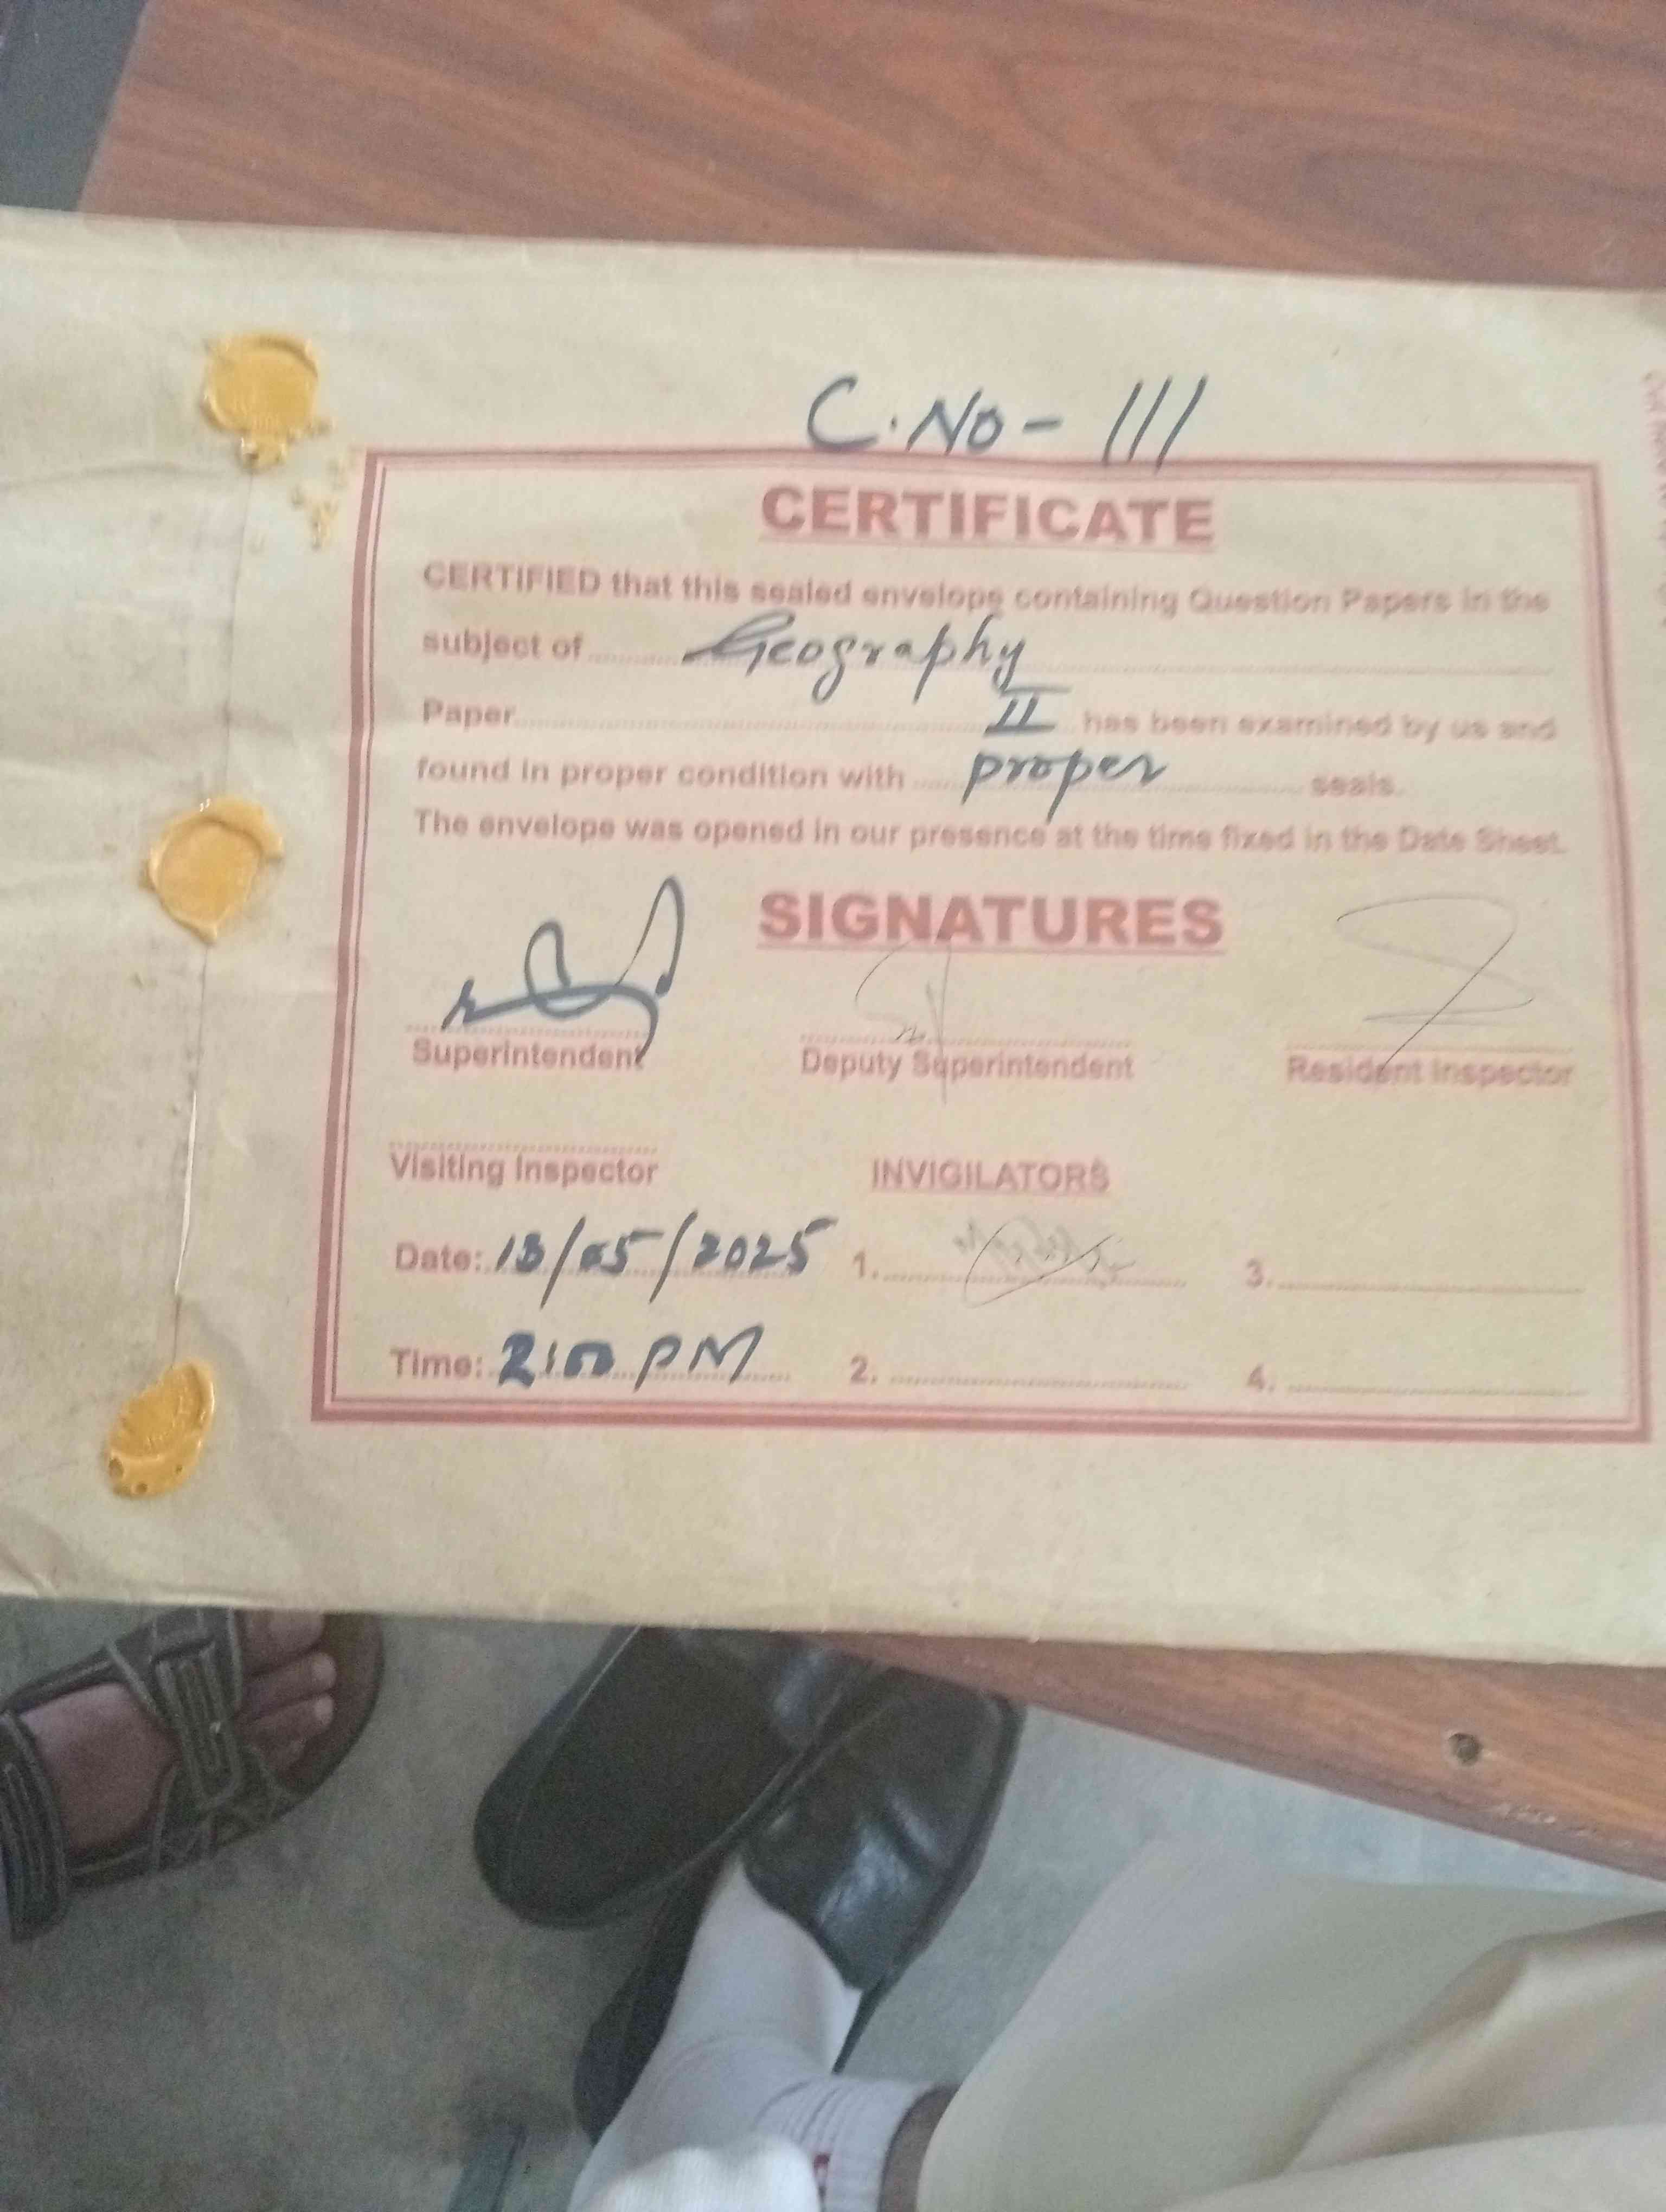 C.No - 111
CERTIFICATE
CERTIFIED that this sealed envelope containing Question Papers in the
subject of Geography
Paper II has been examined by us and
found in proper condition with proper seals.
The envelope was opened in our presence at the time fixed in the Date Sheet.
SIGNATURES
Superintendent Deputy Superintendent Resident Inspector
Visiting Inspector INVIGILATORS
Date: 13/05/2025 1. 3.
Time: 2:00 PM 2. 4.